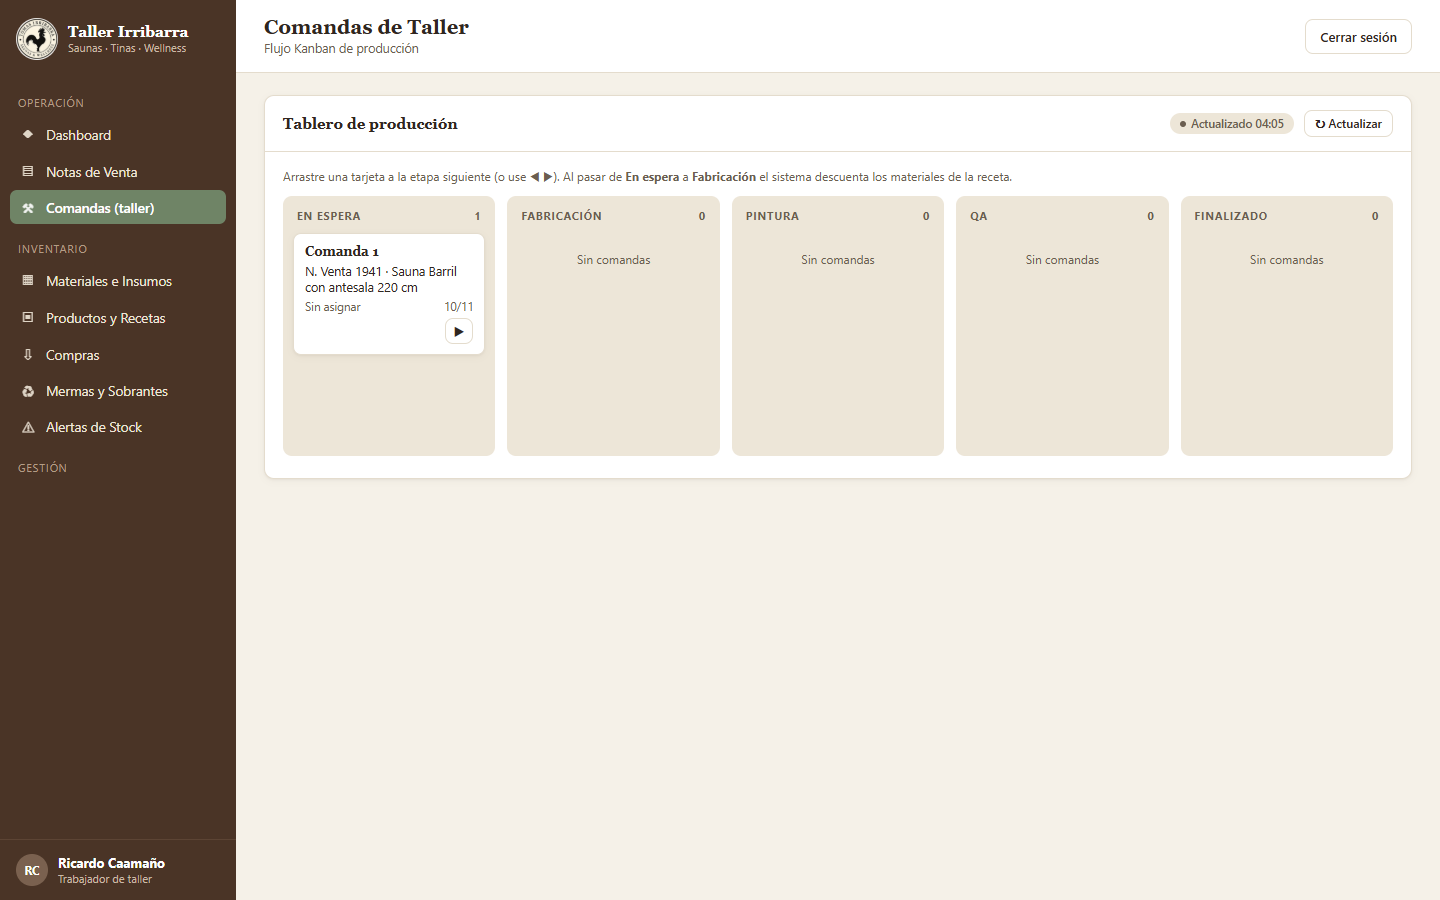 Taller Irribarra
Saunas · Tinas · Wellness
OPERACIÓN
Dashboard
Notas de Venta
Comandas (taller)
INVENTARIO
Materiales e Insumos
Productos y Recetas
Compras
Mermas y Sobrantes
Alertas de Stock
GESTIÓN
RC
Ricardo Caamaño
Trabajador de taller
Comandas de Taller
Flujo Kanban de producción
Cerrar sesión
Tablero de producción
● Actualizado 04:05
↻ Actualizar
Arrastre una tarjeta a la etapa siguiente (o use ◀ ▶). Al pasar de En espera a Fabricación el sistema descuenta los materiales de la receta.
EN ESPERA 1
Comanda 1
N. Venta 1941 · Sauna Barril
con antesala 220 cm
Sin asignar 10/11
▶
FABRICACIÓN 0
Sin comandas
PINTURA 0
Sin comandas
QA 0
Sin comandas
FINALIZADO 0
Sin comandas